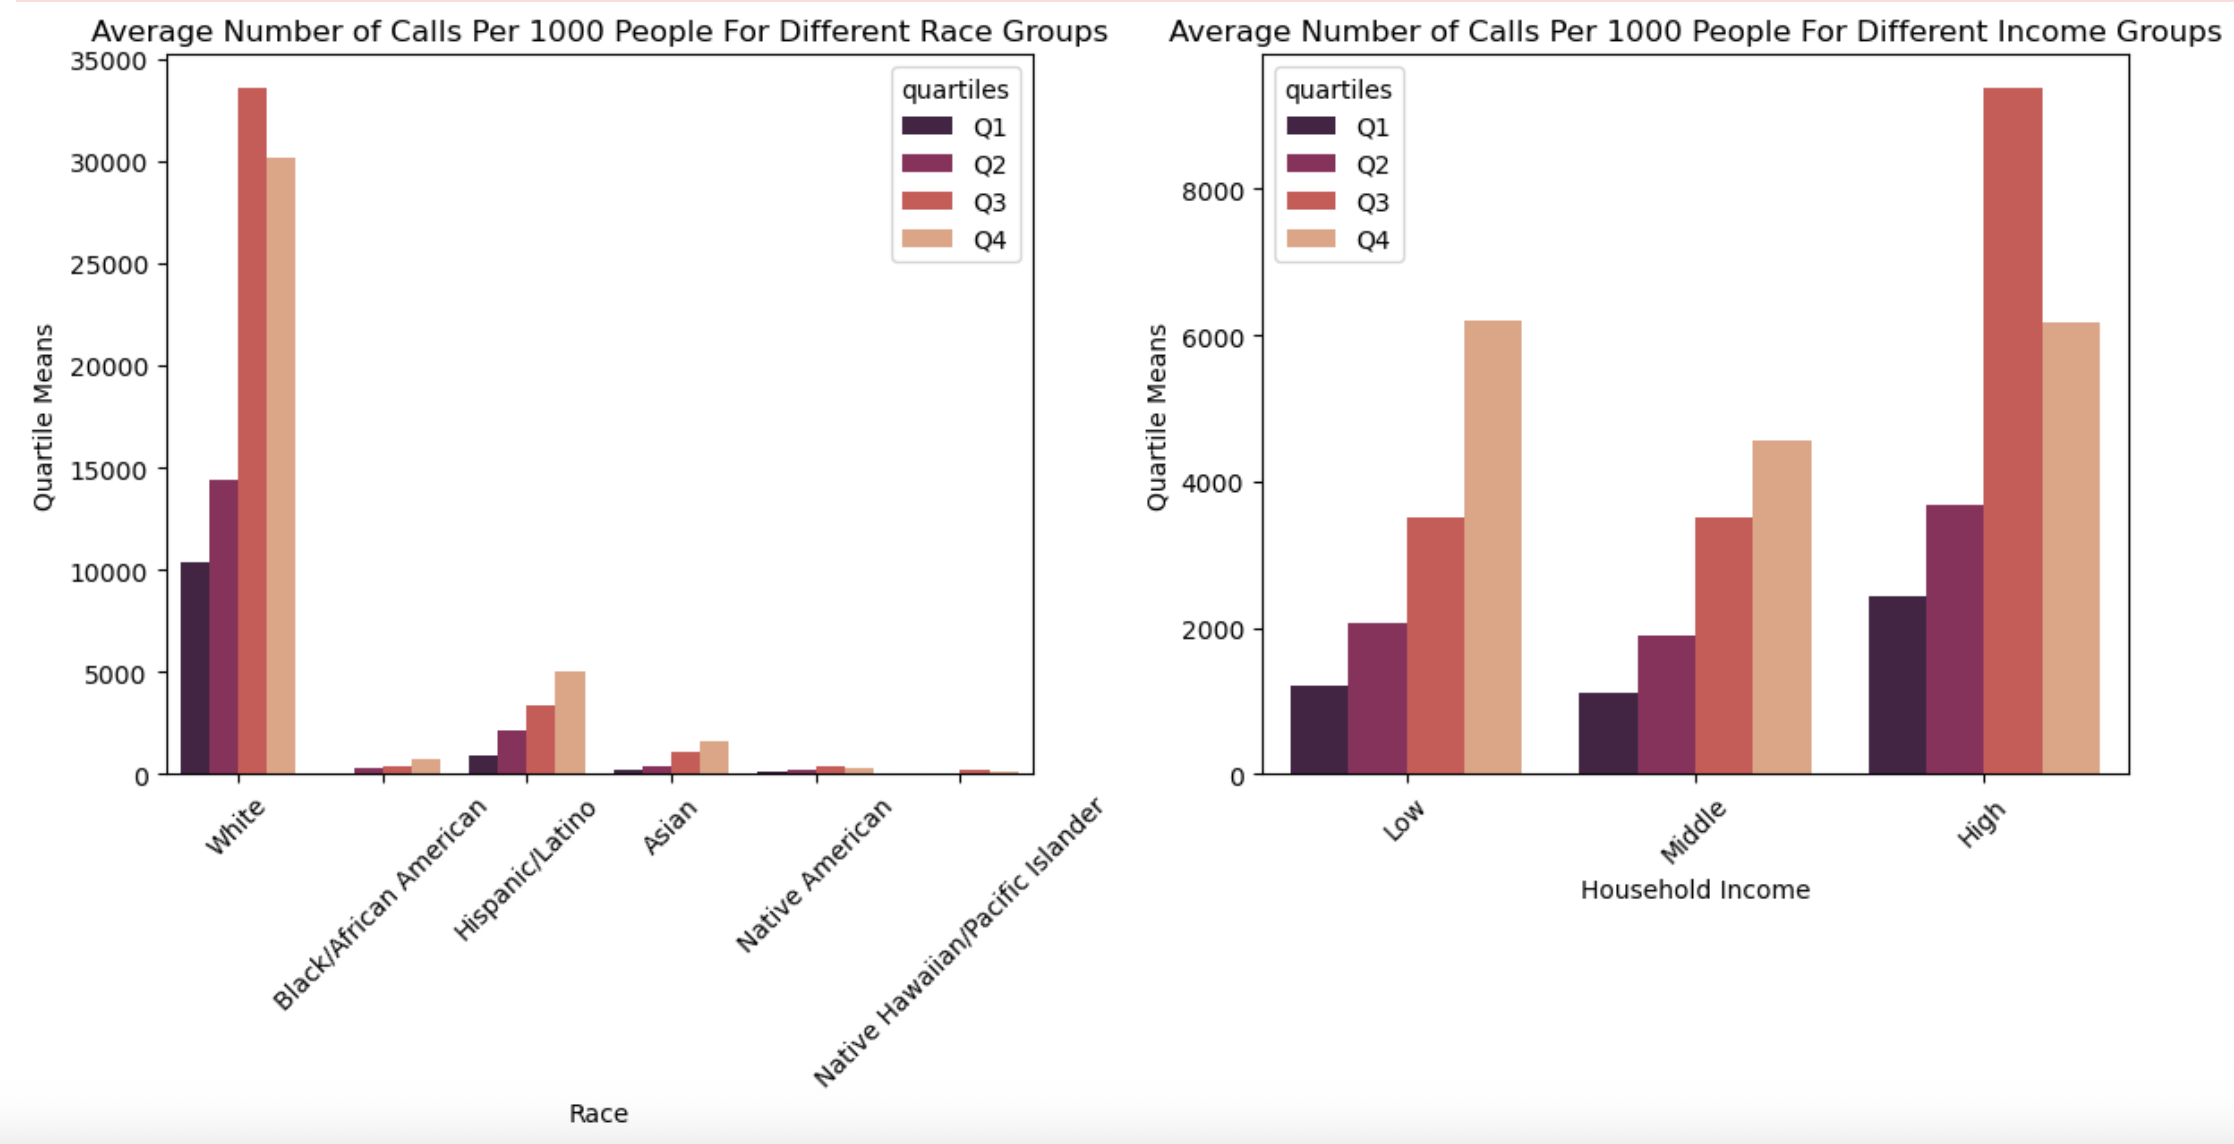 Average Number of Calls Per 1000 People For Different Race Groups
35000
30000
25000
20000
15000
10000
5000
0
Quartile Means
quartiles
Q1
Q2
Q3
Q4
White
Black/African American
Hispanic/Latino
Asian
Native American
Native Hawaiian/Pacific Islander
Race
Average Number of Calls Per 1000 People For Different Income Groups
8000
6000
4000
2000
0
Quartile Means
quartiles
Q1
Q2
Q3
Q4
Low
Middle
High
Household Income